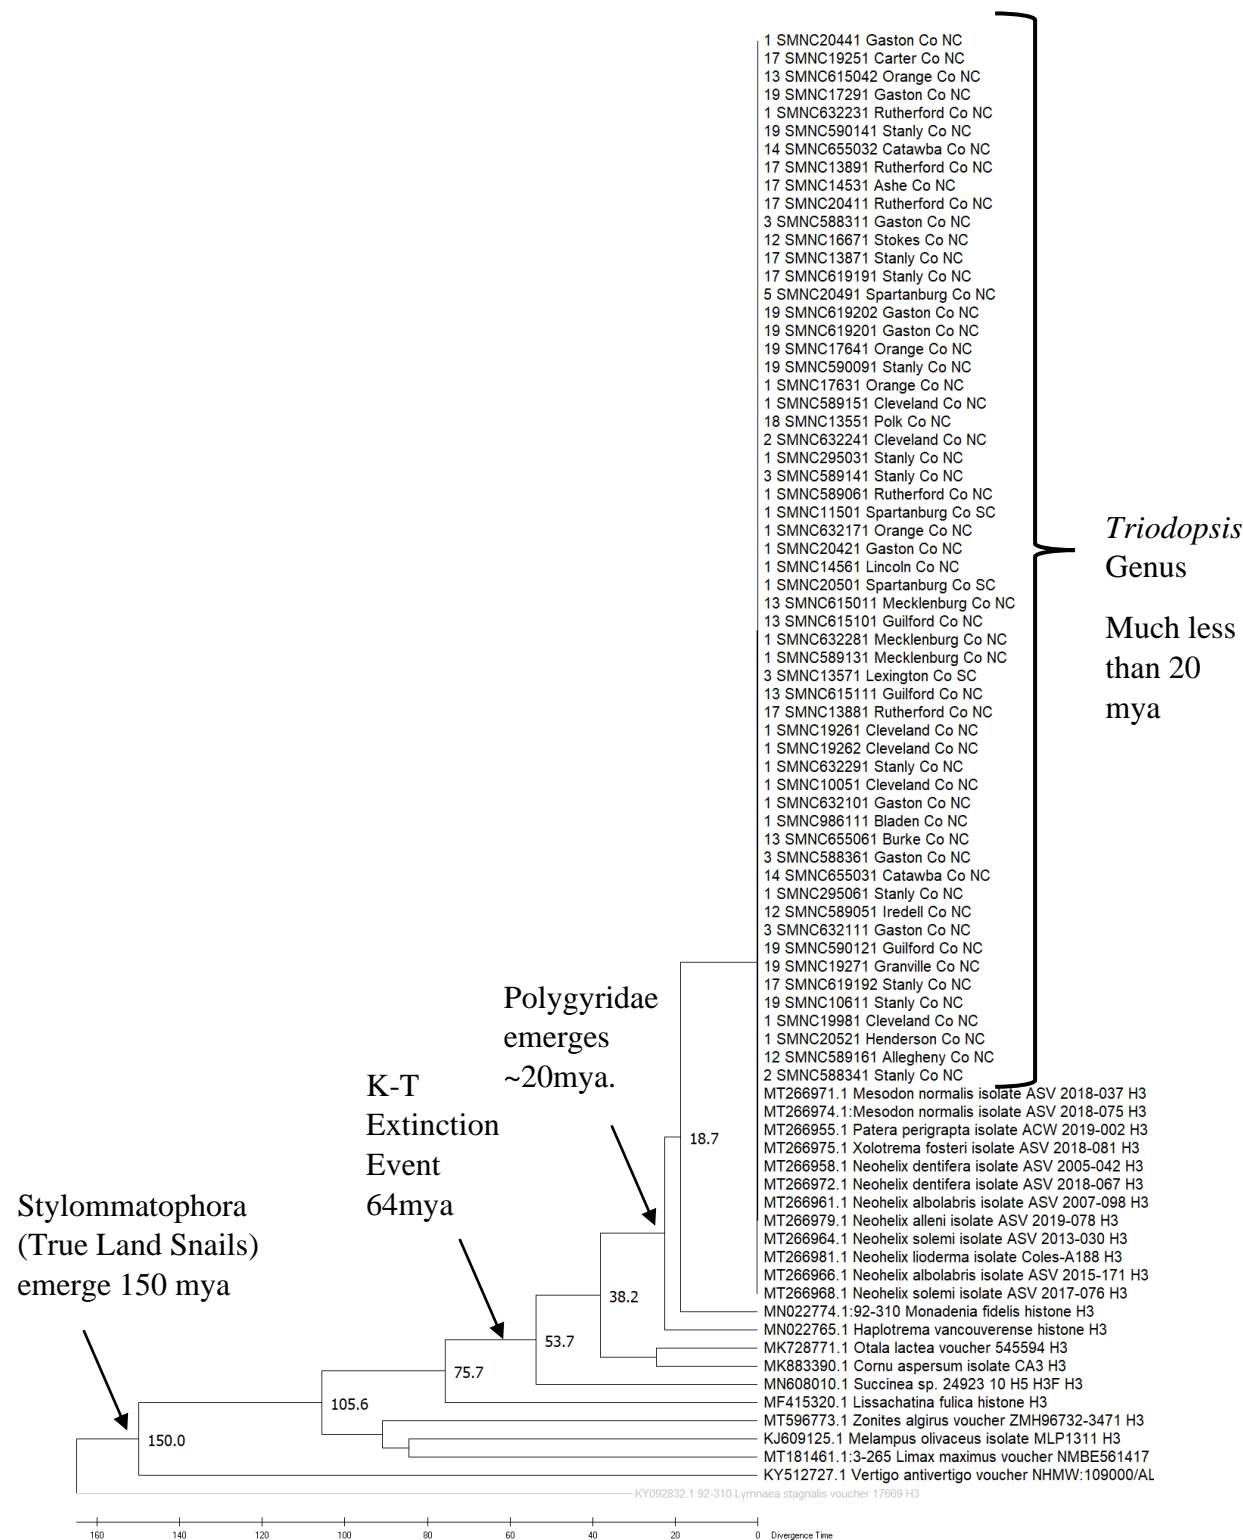 1 SMNC20441 Gaston Co NC
17 SMNC19251 Carter Co NC
13 SMNC615042 Orange Co NC
19 SMNC17291 Gaston Co NC
1 SMNC632231 Rutherford Co NC
19 SMNC590141 Stanly Co NC
14 SMNC655032 Catawba Co NC
17 SMNC13891 Rutherford Co NC
17 SMNC14531 Ashe Co NC
17 SMNC20411 Rutherford Co NC
3 SMNC588311 Gaston Co NC
12 SMNC16671 Stokes Co NC
17 SMNC13871 Stanly Co NC
17 SMNC619191 Stanly Co NC
5 SMNC20491 Spartanburg Co NC
19 SMNC619202 Gaston Co NC
19 SMNC619201 Gaston Co NC
19 SMNC17641 Orange Co NC
19 SMNC590091 Stanly Co NC
1 SMNC17631 Orange Co NC
1 SMNC589151 Cleveland Co NC
18 SMNC13551 Polk Co NC
2 SMNC632241 Cleveland Co NC
1 SMNC295031 Stanly Co NC
3 SMNC589141 Stanly Co NC
1 SMNC589061 Rutherford Co NC
1 SMNC11501 Spartanburg Co SC
1 SMNC632171 Orange Co NC
1 SMNC20421 Gaston Co NC
1 SMNC14561 Lincoln Co NC
1 SMNC20501 Spartanburg Co SC
13 SMNC615011 Mecklenburg Co NC
13 SMNC615101 Guilford Co NC
1 SMNC632281 Mecklenburg Co NC
1 SMNC589131 Mecklenburg Co NC
3 SMNC13571 Lexington Co SC
13 SMNC615111 Guilford Co NC
17 SMNC13881 Rutherford Co NC
1 SMNC19261 Cleveland Co NC
1 SMNC19262 Cleveland Co NC
1 SMNC632291 Stanly Co NC
1 SMNC10051 Cleveland Co NC
1 SMNC632101 Gaston Co NC
1 SMNC986111 Bladen Co NC
13 SMNC655061 Burke Co NC
3 SMNC588361 Gaston Co NC
14 SMNC655031 Catawba Co NC
1 SMNC295061 Stanly Co NC
12 SMNC589051 Iredell Co NC
3 SMNC632111 Gaston Co NC
19 SMNC590121 Guilford Co NC
19 SMNC19271 Granville Co NC
17 SMNC619192 Stanly Co NC
19 SMNC10611 Stanly Co NC
1 SMNC19981 Cleveland Co NC
1 SMNC20521 Henderson Co NC
12 SMNC589161 Allegheny Co NC
2 SMNC588341 Stanly Co NC
MT266971.1 Mesodon normalis isolate ASV 2018-037 H3
MT266974.1:Mesodon normalis isolate ASV 2018-075 H3
MT266955.1 Patera perigrapta isolate ACW 2019-002 H3
MT266975.1 Xolotrema fosteri isolate ASV 2018-081 H3
MT266958.1 Neohelix dentifera isolate ASV 2005-042 H3
MT266972.1 Neohelix dentifera isolate ASV 2018-067 H3
MT266961.1 Neohelix albolabris isolate ASV 2007-098 H3
MT266979.1 Neohelix alleni isolate ASV 2019-078 H3
MT266964.1 Neohelix solemi isolate ASV 2013-030 H3
MT266981.1 Neohelix lioderma isolate Coles-A188 H3
MT266966.1 Neohelix albolabris isolate ASV 2015-171 H3
MT266968.1 Neohelix solemi isolate ASV 2017-076 H3
MN022774.1:92-310 Monadenia fidelis histone H3
MN022765.1 Haplotrema vancouverense histone H3
MK728771.1 Otala lactea voucher 545594 H3
MK883390.1 Cornu aspersum isolate CA3 H3
MN608010.1 Succinea sp. 24923 10 H5 H3F H3
MF415320.1 Lissachatina fulica histone H3
MT596773.1 Zonites algirus voucher ZMH96732-3471 H3
KJ609125.1 Melampus olivaceus isolate MLP1311 H3
MT181461.1:3-265 Limax maximus voucher NMBE561417
KY512727.1 Vertigo antivertigo voucher NHMW:109000/AL
KY092832.1:92-310 Lymnaea stagnalis voucher 17669 H3
Triodopsis
Genus
Much less
than 20
mya
Polygyridae
emerges
~20mya.
K-T
Extinction
Event
64mya
Stylommatophora
(True Land Snails)
emerge 150 mya
18.7
38.2
53.7
75.7
105.6
150.0
160 140 120 100 80 60 40 20 0 Divergence Time